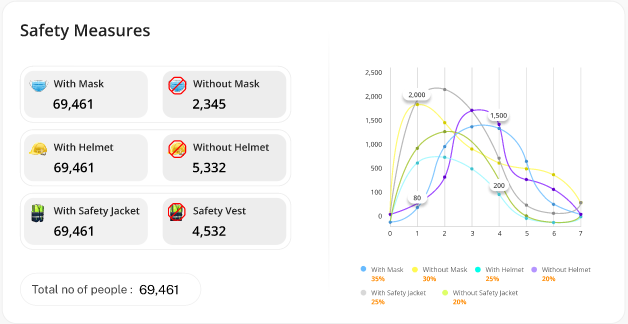 Safety Measures
With Mask
69,461
Without Mask
2,345
With Helmet
69,461
Without Helmet
5,332
With Safety Jacket
69,461
Safety Vest
4,532
Total no of people : 69,461
2,500
2,000
1,500
1,000
500
100
0
0 1 2 3 4 5 6 7
2,000
1,500
200
80
With Mask Without Mask With Helmet Without Helmet
35% 30% 25% 20%
With Safety Jacket Without Safety Jacket
25% 20%